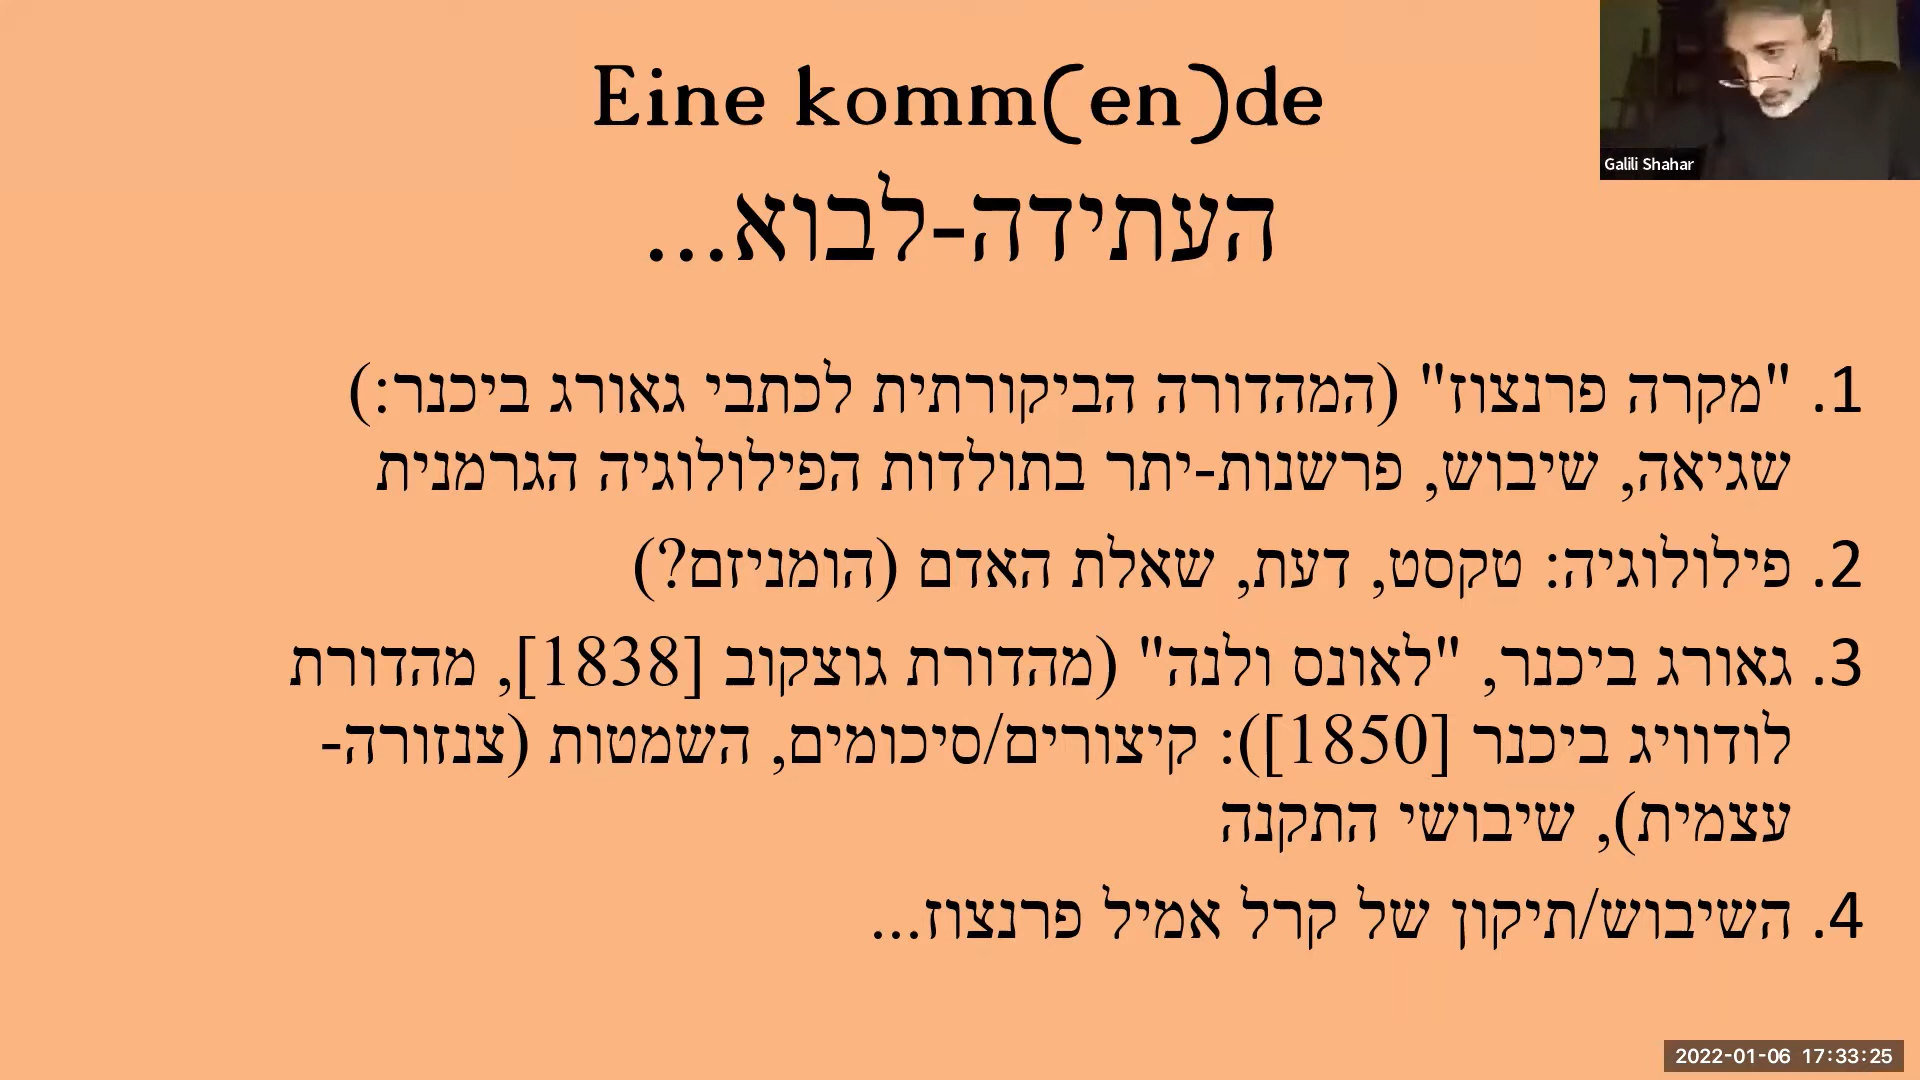 Eine komm(en)de
העתידה-לבוא...
Galili Shahar
1. "מקרה פרנצוז" (המהדורה הביקורתית לכתבי גאורג ביכנר:)
שגיאה, שיבוש, פרשנות-יתר בתולדות הפילולוגיה הגרמנית
2. פילולוגיה: טקסט, דעת, שאלת האדם (הומניזם?)
3. גאורג ביכנר, "לאונס ולנה" (מהדורת גוצקוב [1838], מהדורת
לודוויג ביכנר [1850]): קיצורים/סיכומים, השמטות (צנזורה-
עצמית), שיבושי התקנה
4. השיבוש/תיקון של קרל אמיל פרנצוז...
2022-01-06 17:33:25